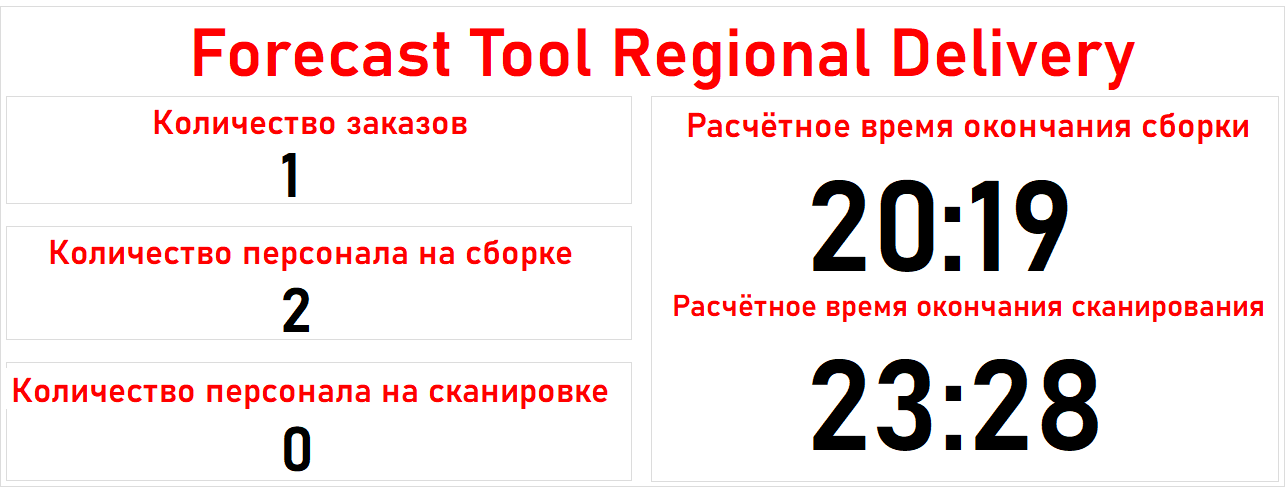 Forecast Tool Regional Delivery
Количество заказов
1
Количество персонала на сборке
2
Количество персонала на сканировке
0
Расчётное время окончания сборки
20:19
Расчётное время окончания сканирования
23:28